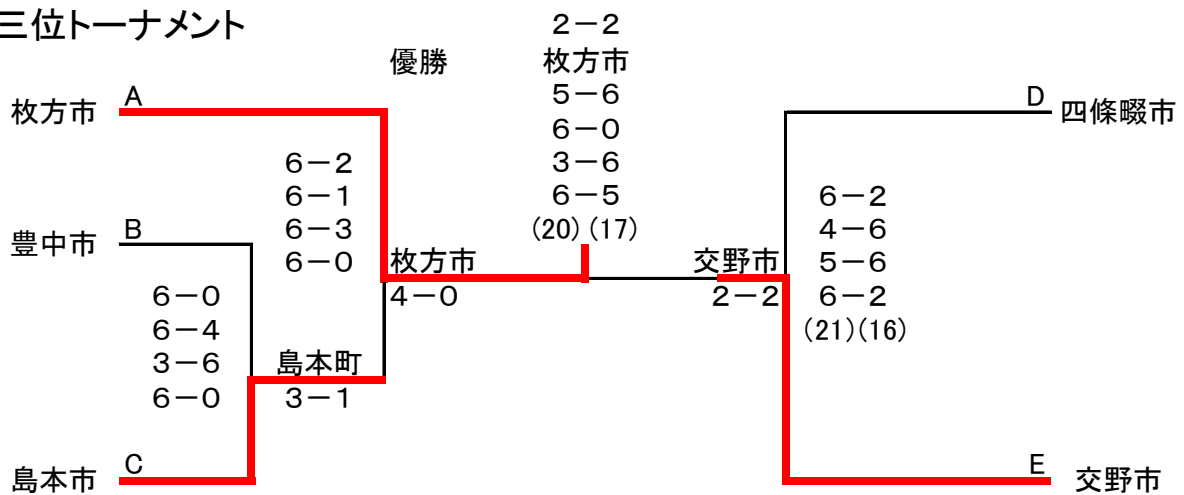 三位トーナメント
優勝
2－2
枚方市
5－6
6－0
3－6
6－5
(20)(17)
枚方市
A
豊中市
B
島本市
C
6－0
6－4
3－6
6－0
島本町
3－1
6－2
6－1
6－3
6－0
枚方市
4－0
交野市
2－2
6－2
4－6
5－6
6－2
(21)(16)
D
四條畷市
E
交野市